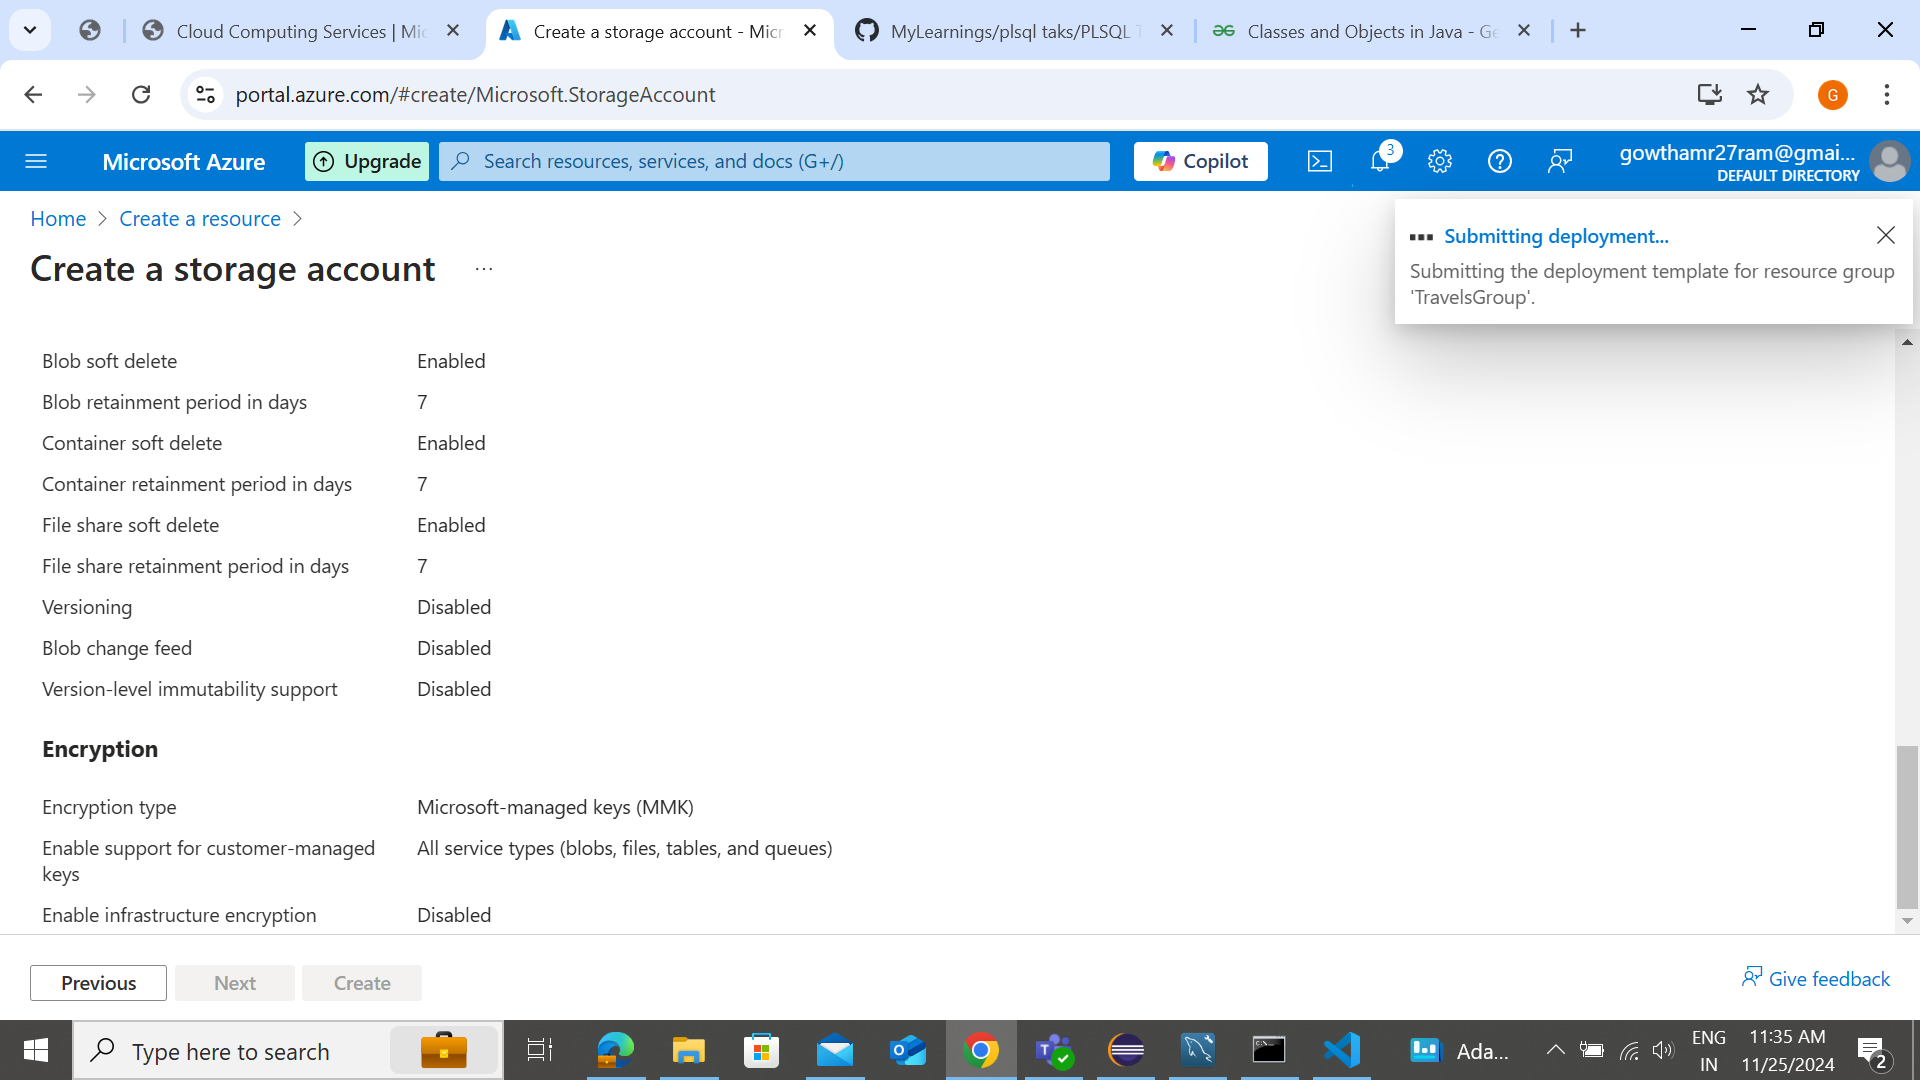 Cloud Computing Services | Mic
Create a storage account - Micr
MyLearnings/plsql taks/PLSQL T
Classes and Objects in Java - Ge
portal.azure.com/#create/Microsoft.StorageAccount
G
Microsoft Azure
Upgrade
Search resources, services, and docs (G+/)
Copilot
3
gowthamr27ram@gmai...
DEFAULT DIRECTORY
Home
Create a resource
Submitting deployment...
Submitting the deployment template for resource group
'TravelsGroup'.
Create a storage account
...
Blob soft delete Enabled
Blob retainment period in days 7
Container soft delete Enabled
Container retainment period in days 7
File share soft delete Enabled
File share retainment period in days 7
Versioning Disabled
Blob change feed Disabled
Version-level immutability support Disabled
Encryption
Encryption type Microsoft-managed keys (MMK)
Enable support for customer-managed All service types (blobs, files, tables, and queues)
keys
Enable infrastructure encryption Disabled
Previous
Next
Create
Give feedback
Type here to search
Ada...
ENG
IN
11:35 AM
11/25/2024
2